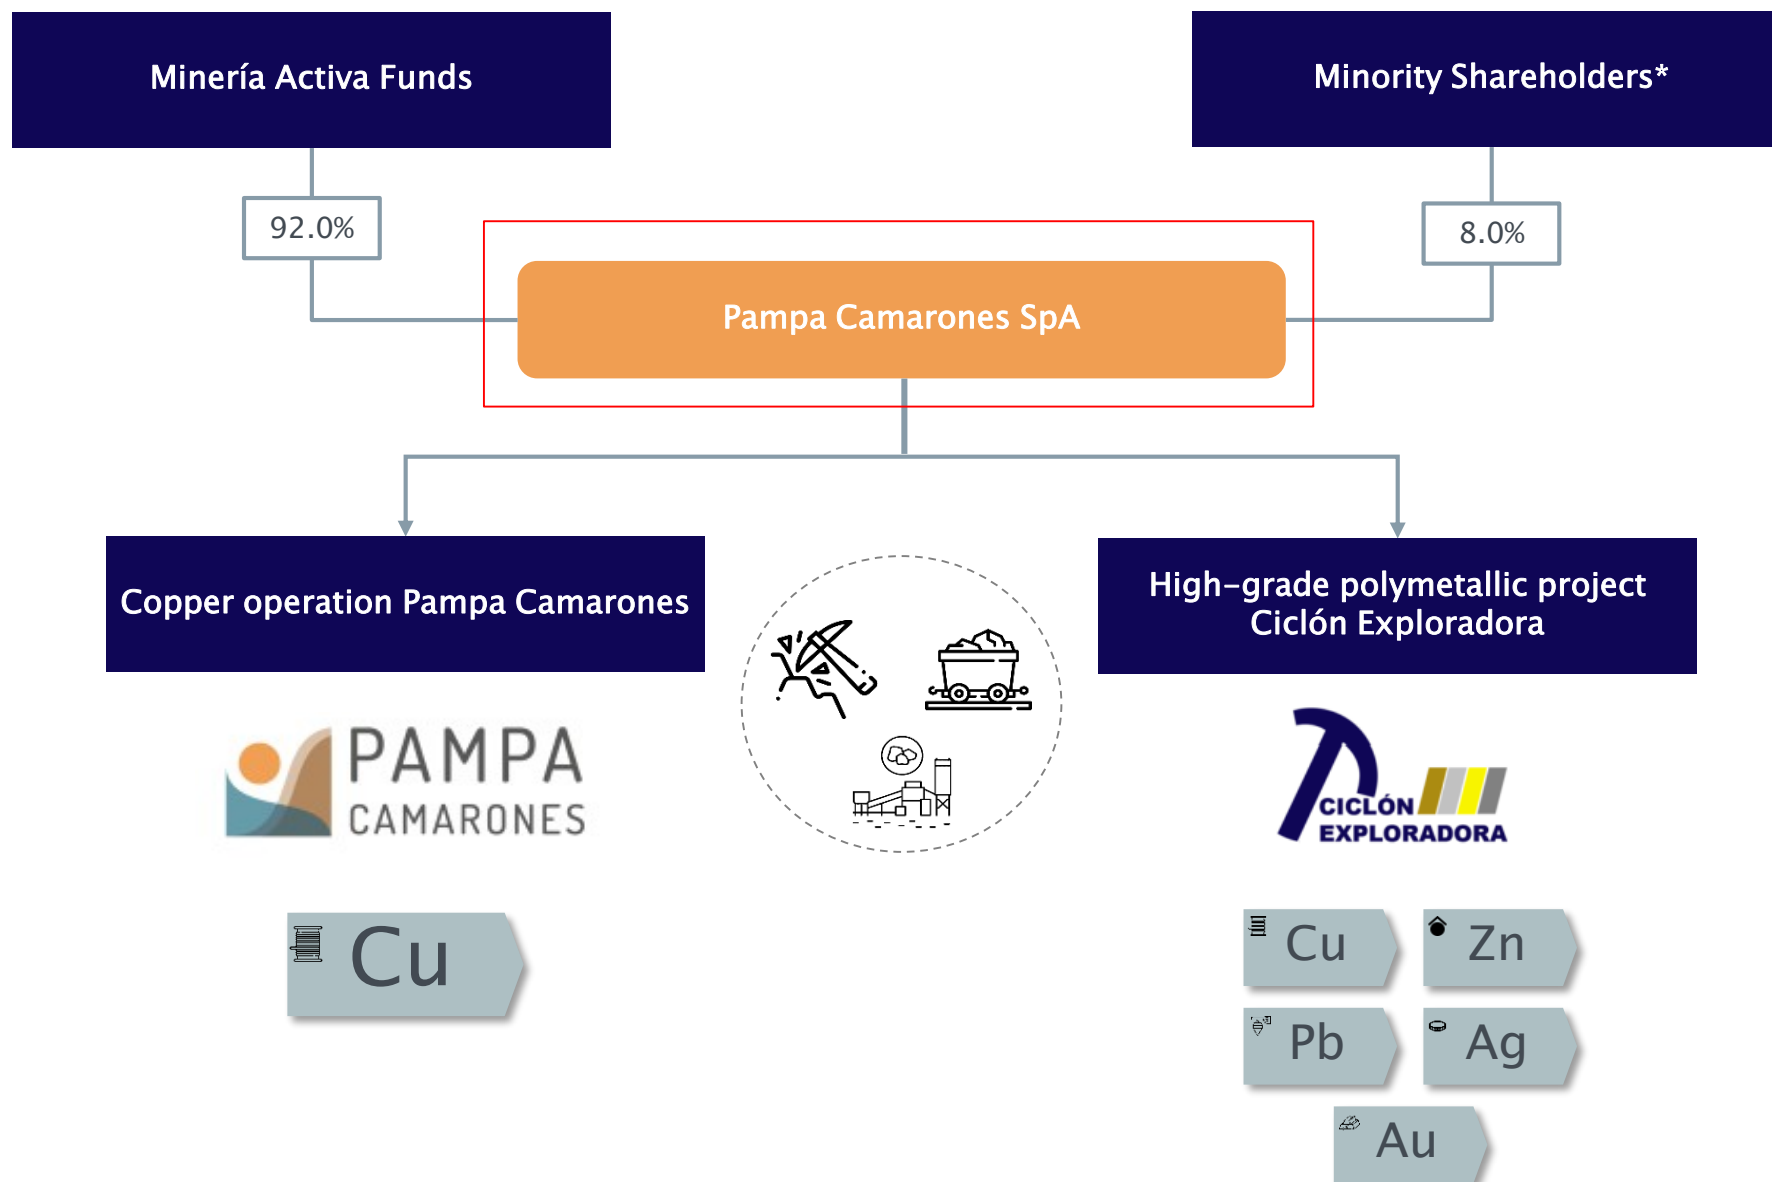 Minería Activa Funds
Minority Shareholders*
92.0%
8.0%
Pampa Camarones SpA
Copper operation Pampa Camarones
High-grade polymetallic project
Ciclón Exploradora
PAMPA
CAMARONES
CICLÓN
EXPLORADORA
Cu
Cu
Zn
Pb
Ag
Au